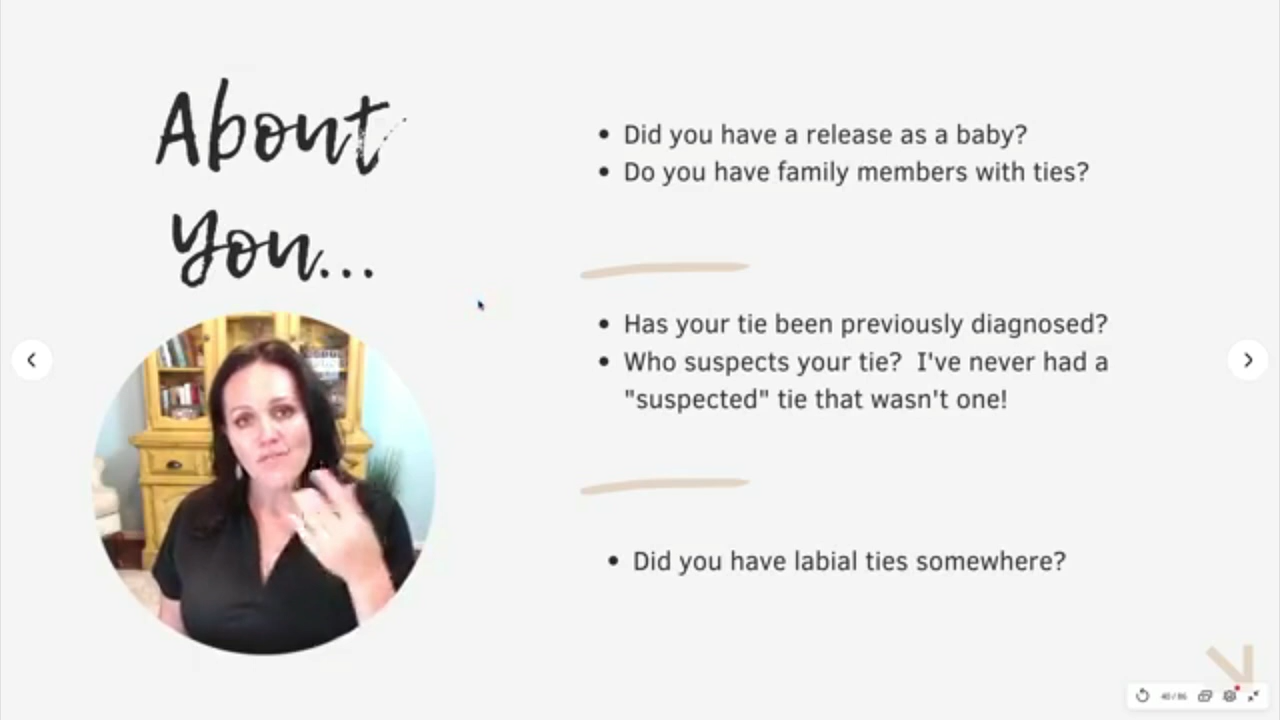 About
you...
Did you have a release as a baby?
Do you have family members with ties?
Has your tie been previously diagnosed?
Who suspects your tie?  I've never had a
"suspected" tie that wasn't one!
Did you have labial ties somewhere?
40 / 86